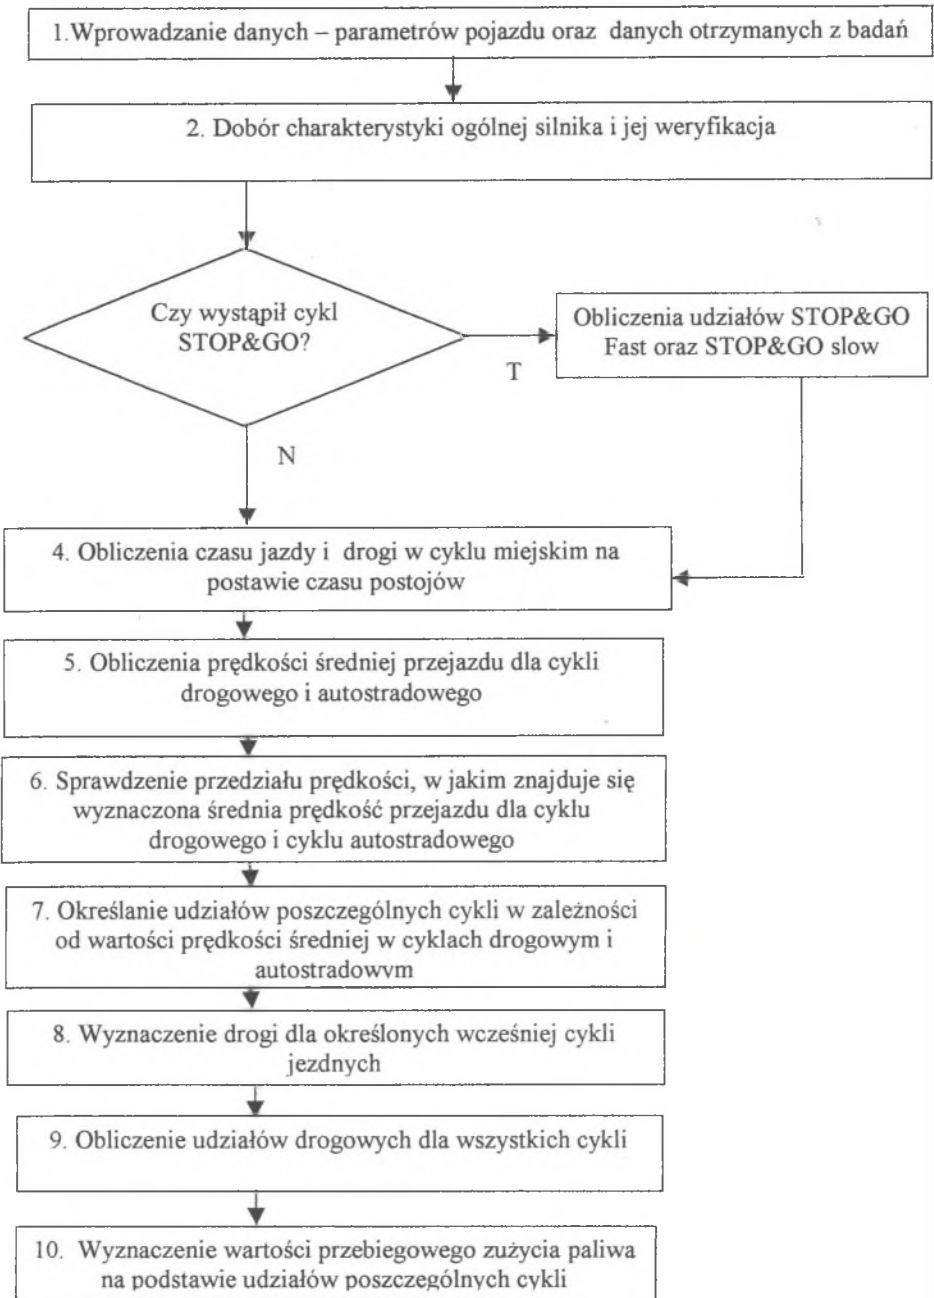 1.Wprowadzanie danych – parametrów pojazdu oraz danych otrzymanych z badań
2. Dobór charakterystyki ogólnej silnika i jej weryfikacja
Czy wystąpił cykl
STOP&GO?
T
Obliczenia udziałów STOP&GO
Fast oraz STOP&GO slow
N
4. Obliczenia czasu jazdy i drogi w cyklu miejskim na
postawie czasu postojów
5. Obliczenia prędkości średniej przejazdu dla cykli
drogowego i autostradowego
6. Sprawdzenie przedziału prędkości, w jakim znajduje się
wyznaczona średnia prędkość przejazdu dla cyklu
drogowego i cyklu autostradowego
7. Określanie udziałów poszczególnych cykli w zależności
od wartości prędkości średniej w cyklach drogowym i
autostradowym
8. Wyznaczenie drogi dla określonych wcześniej cykli
jezdnych
9. Obliczenie udziałów drogowych dla wszystkich cykli
10. Wyznaczenie wartości przebiegowego zużycia paliwa
na podstawie udziałów poszczególnych cykli